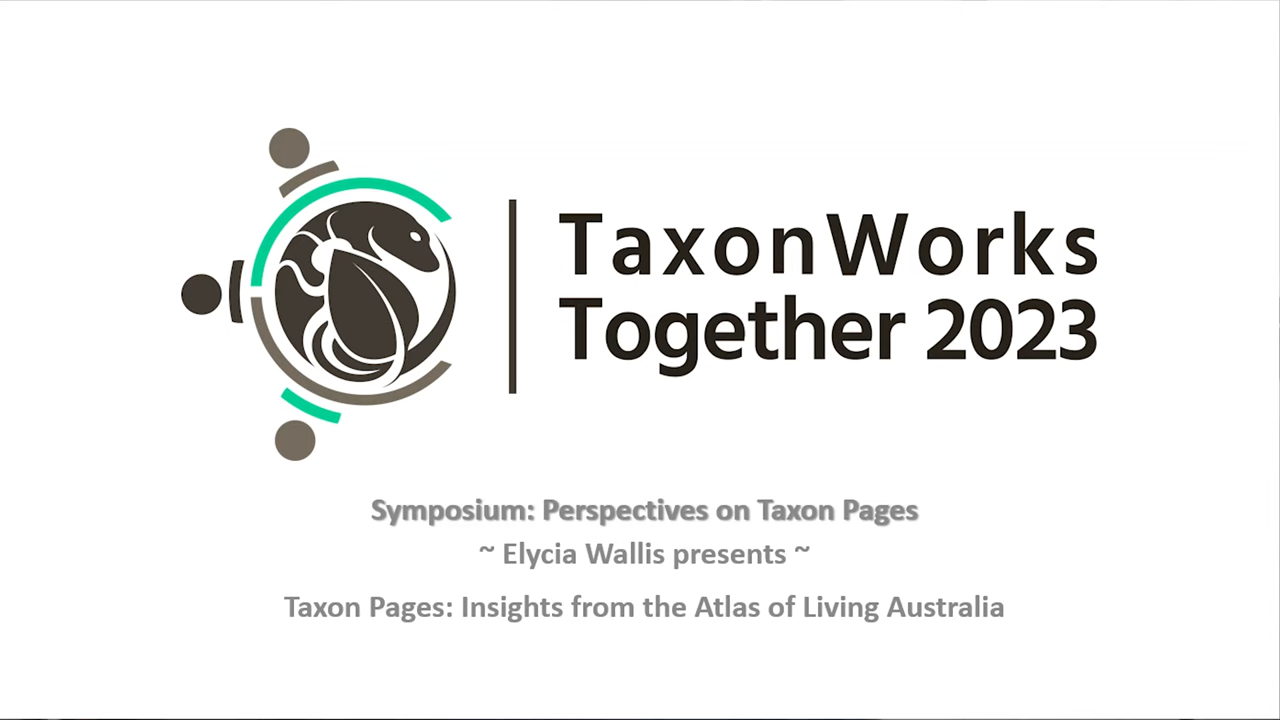 TaxonWorks
Together 2023
Symposium: Perspectives on Taxon Pages
~ Elycia Wallis presents ~
Taxon Pages: Insights from the Atlas of Living Australia